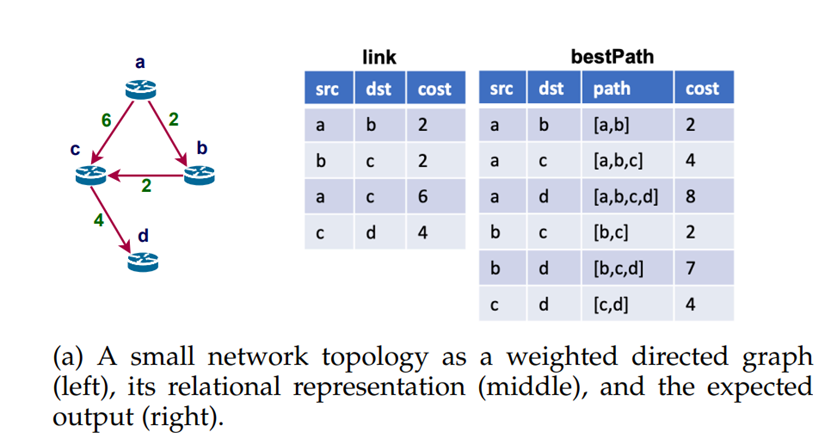 a
6
2
c
b
2
4
d
link
src dst cost
a b 2
b c 2
a c 6
c d 4
bestPath
src dst path cost
a b [a,b] 2
a c [a,b,c] 4
a d [a,b,c,d] 8
b c [b,c] 2
b d [b,c,d] 7
c d [c,d] 4
(a) A small network topology as a weighted directed graph
(left), its relational representation (middle), and the expected
output (right).